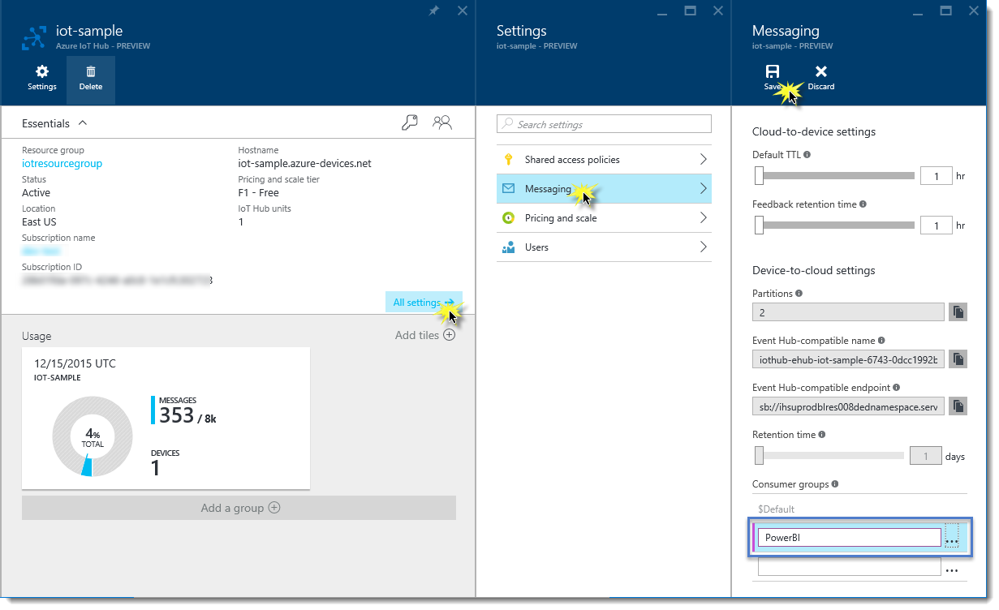 iot-sample
Azure IoT Hub - PREVIEW
Settings
Delete
Essentials
Resource group
iotresourcegroup
Status
Active
Location
East US
Subscription name
Subscription ID
Hostname
iot-sample.azure-devices.net
Pricing and scale tier
F1 - Free
IoT Hub units
1
All settings
Usage
Add tiles
12/15/2015 UTC
IOT-SAMPLE
4%
TOTAL
MESSAGES
353 / 8k
DEVICES
1
Add a group
Settings
iot-sample - PREVIEW
Search settings
Shared access policies
Messaging
Pricing and scale
Users
Messaging
iot-sample - PREVIEW
Save
Discard
Cloud-to-device settings
Default TTL
1 hr
Feedback retention time
1 hr
Device-to-cloud settings
Partitions
2
Event Hub-compatible name
iothub-ehub-iot-sample-6743-0dcc1992b
Event Hub-compatible endpoint
sb://ihsuprodblres008dednamespace.serv
Retention time
1 days
Consumer groups
$Default
PowerBI
...
...